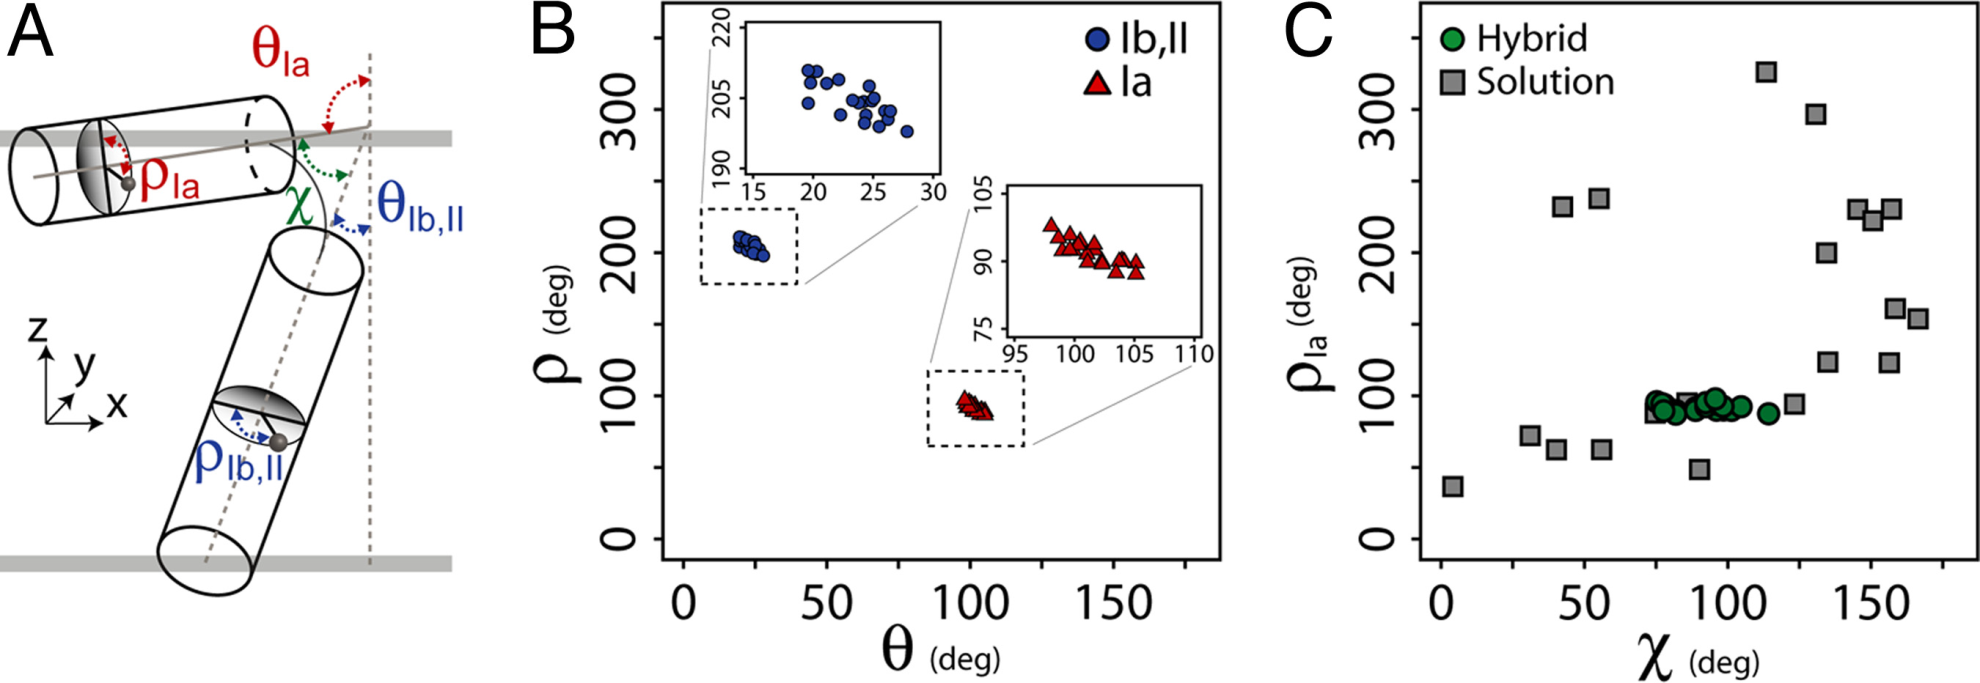 A
θIa
ρIa
χ
θIb,II
z
y
x
ρIb,II
B
Ib,II
Ia
220
205
190
15 20 25 30
105
90
75
95 100 105 110
300
200
100
0
ρ (deg)
0 50 100 150
θ (deg)
C
Hybrid
Solution
300
200
100
0
ρIa (deg)
0 50 100 150
χ (deg)